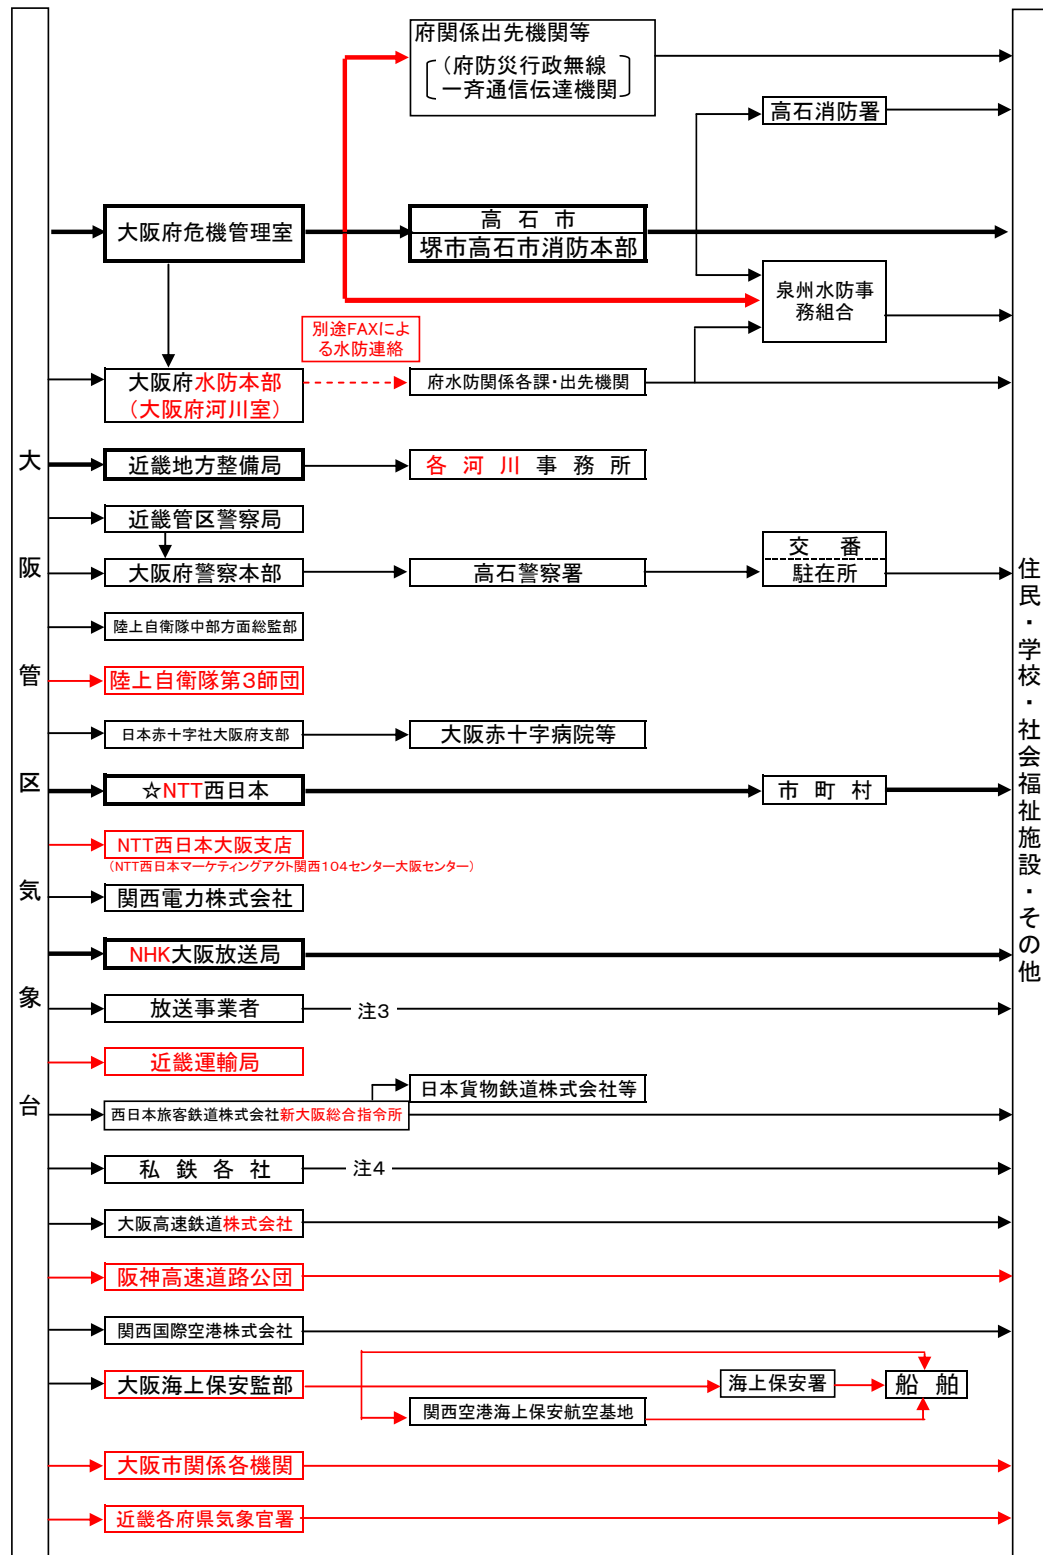 大阪管区気象台
府関係出先機関等
(府防災行政無線
一斉通信伝達機関)
高石消防署
大阪府危機管理室
高石市
堺市高石市消防本部
泉州水防事
務組合
別途FAXによ
る水防連絡
大阪府水防本部
(大阪府河川室)
府水防関係各課・出先機関
近畿地方整備局
各河川事務所
近畿管区警察局
大阪府警察本部
高石警察署
交番
駐在所
陸上自衛隊中部方面総監部
陸上自衛隊第3師団
日本赤十字社大阪府支部
大阪赤十字病院等
☆NTT西日本
市町村
NTT西日本大阪支店
(NTT西日本マーケティングアクト関西104センター大阪センター)
関西電力株式会社
NHK大阪放送局
放送事業者
注3
近畿運輸局
日本貨物鉄道株式会社等
西日本旅客鉄道株式会社新大阪総合指令所
私鉄各社
注4
大阪高速鉄道株式会社
阪神高速道路公団
関西国際空港株式会社
大阪海上保安監部
海上保安署
船舶
関西空港海上保安航空基地
大阪市関係各機関
近畿各府県気象官署
住民・学校・社会福祉施設・その他